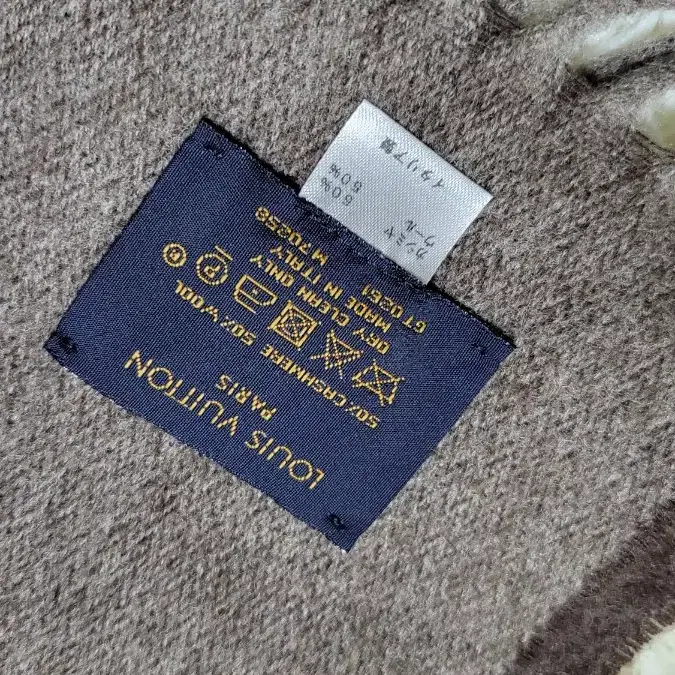 LOUIS VUITTON
PARIS
50%CASHMERE 50%WOOL
DRY CLEAN ONLY
MADE IN ITALY
GT 0261 M70258
カシミヤ 50%
ウール 50%
イタリア製